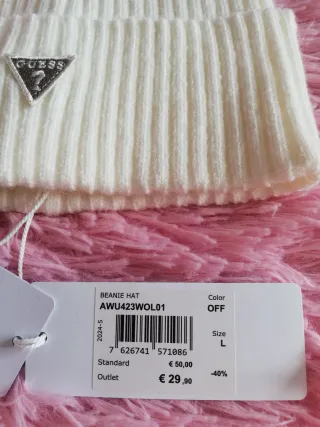 GUESS
?
BEANIE HAT
AWU423WOL01
Color
OFF
2024-5
7 626741 571086
Size
L
Standard € 50,00
Outlet € 29,90 -40%